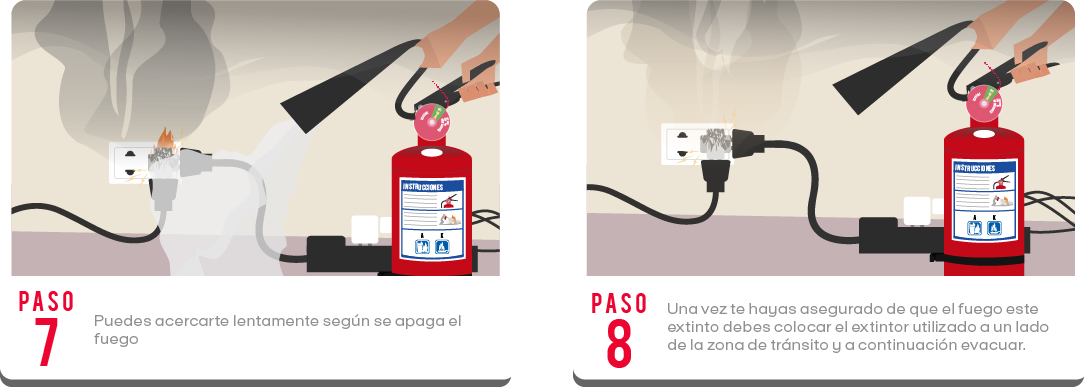 INSTRUCCIONES
A K
PASO
7
Puedes acercarte lentamente según se apaga el
fuego
INSTRUCCIONES
A K
PASO
8
Una vez te hayas asegurado de que el fuego este
extinto debes colocar el extintor utilizado a un lado
de la zona de tránsito y a continuación evacuar.